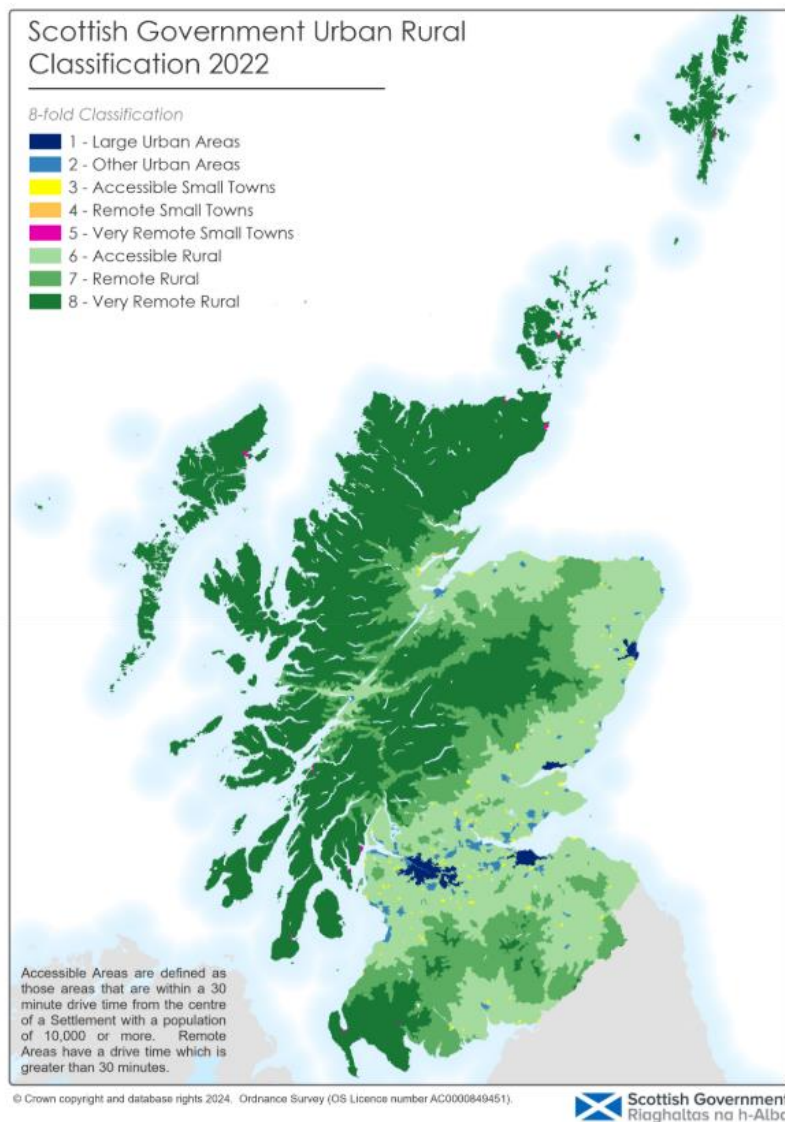 Scottish Government Urban Rural
Classification 2022
8-fold Classification
1 - Large Urban Areas
2 - Other Urban Areas
3 - Accessible Small Towns
4 - Remote Small Towns
5 - Very Remote Small Towns
6 - Accessible Rural
7 - Remote Rural
8 - Very Remote Rural
Accessible Areas are defined as
those areas that are within a 30
minute drive time from the centre
of a Settlement with a population
of 10,000 or more. Remote
Areas have a drive time which is
greater than 30 minutes.
© Crown copyright and database rights 2024. Ordnance Survey (OS Licence number AC0000849451).
Scottish Government
Riaghaltas na h-Alba